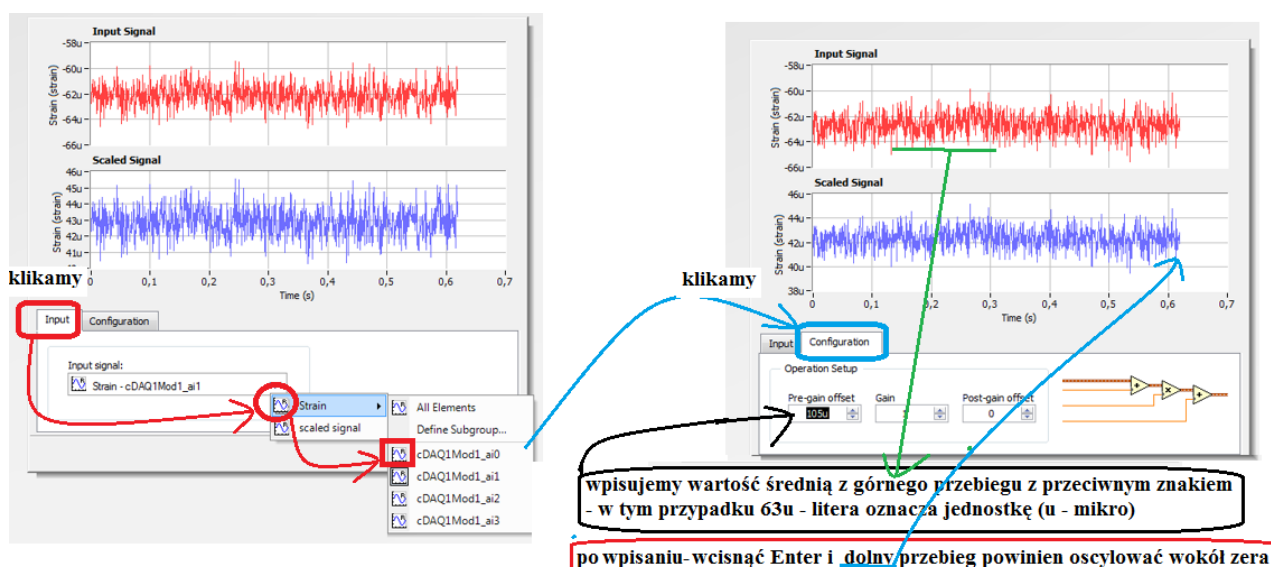 Input Signal
-58u
-60u
-62u
-64u
-66u
Strain (strain)
Scaled Signal
46u
45u
44u
43u
42u
41u
Strain (strain)
klikamy
0 0,1 0,2 0,3 0,4 0,5 0,6 0,7
Time (s)
Input Configuration
Input signal:
Strain - cDAQ1Mod1_ai1
Strain
scaled signal
All Elements
Define Subgroup...
cDAQ1Mod1_ai0
cDAQ1Mod1_ai1
cDAQ1Mod1_ai2
cDAQ1Mod1_ai3
Input Signal
-58u
-60u
-62u
-64u
-66u
Strain (strain)
Scaled Signal
46u
44u
42u
40u
38u
Strain (strain)
klikamy
0 0,1 0,2 0,3 0,4 0,5 0,6 0,7
Time (s)
Input Configuration
Operation Setup
Pre-gain offset Gain Post-gain offset
105u 0
wpisujemy wartość średnią z górnego przebiegu z przeciwnym znakiem
- w tym przypadku 63u - litera oznacza jednostkę (u - mikro)
po wpisaniu- wcisnąć Enter i dolny przebieg powinien oscylować wokół zera